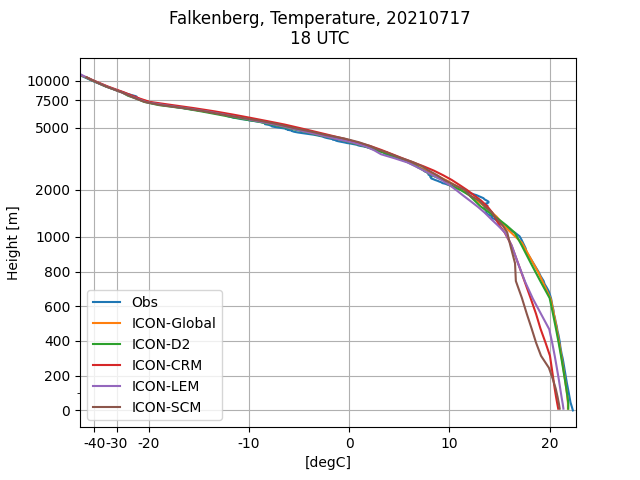 Falkenberg, Temperature, 20210717
18 UTC
10000
7500
5000
2000
1000
800
600
400
200
0
Height [m]
Obs
ICON-Global
ICON-D2
ICON-CRM
ICON-LEM
ICON-SCM
-40 -30 -20 -10 0 10 20
[degC]